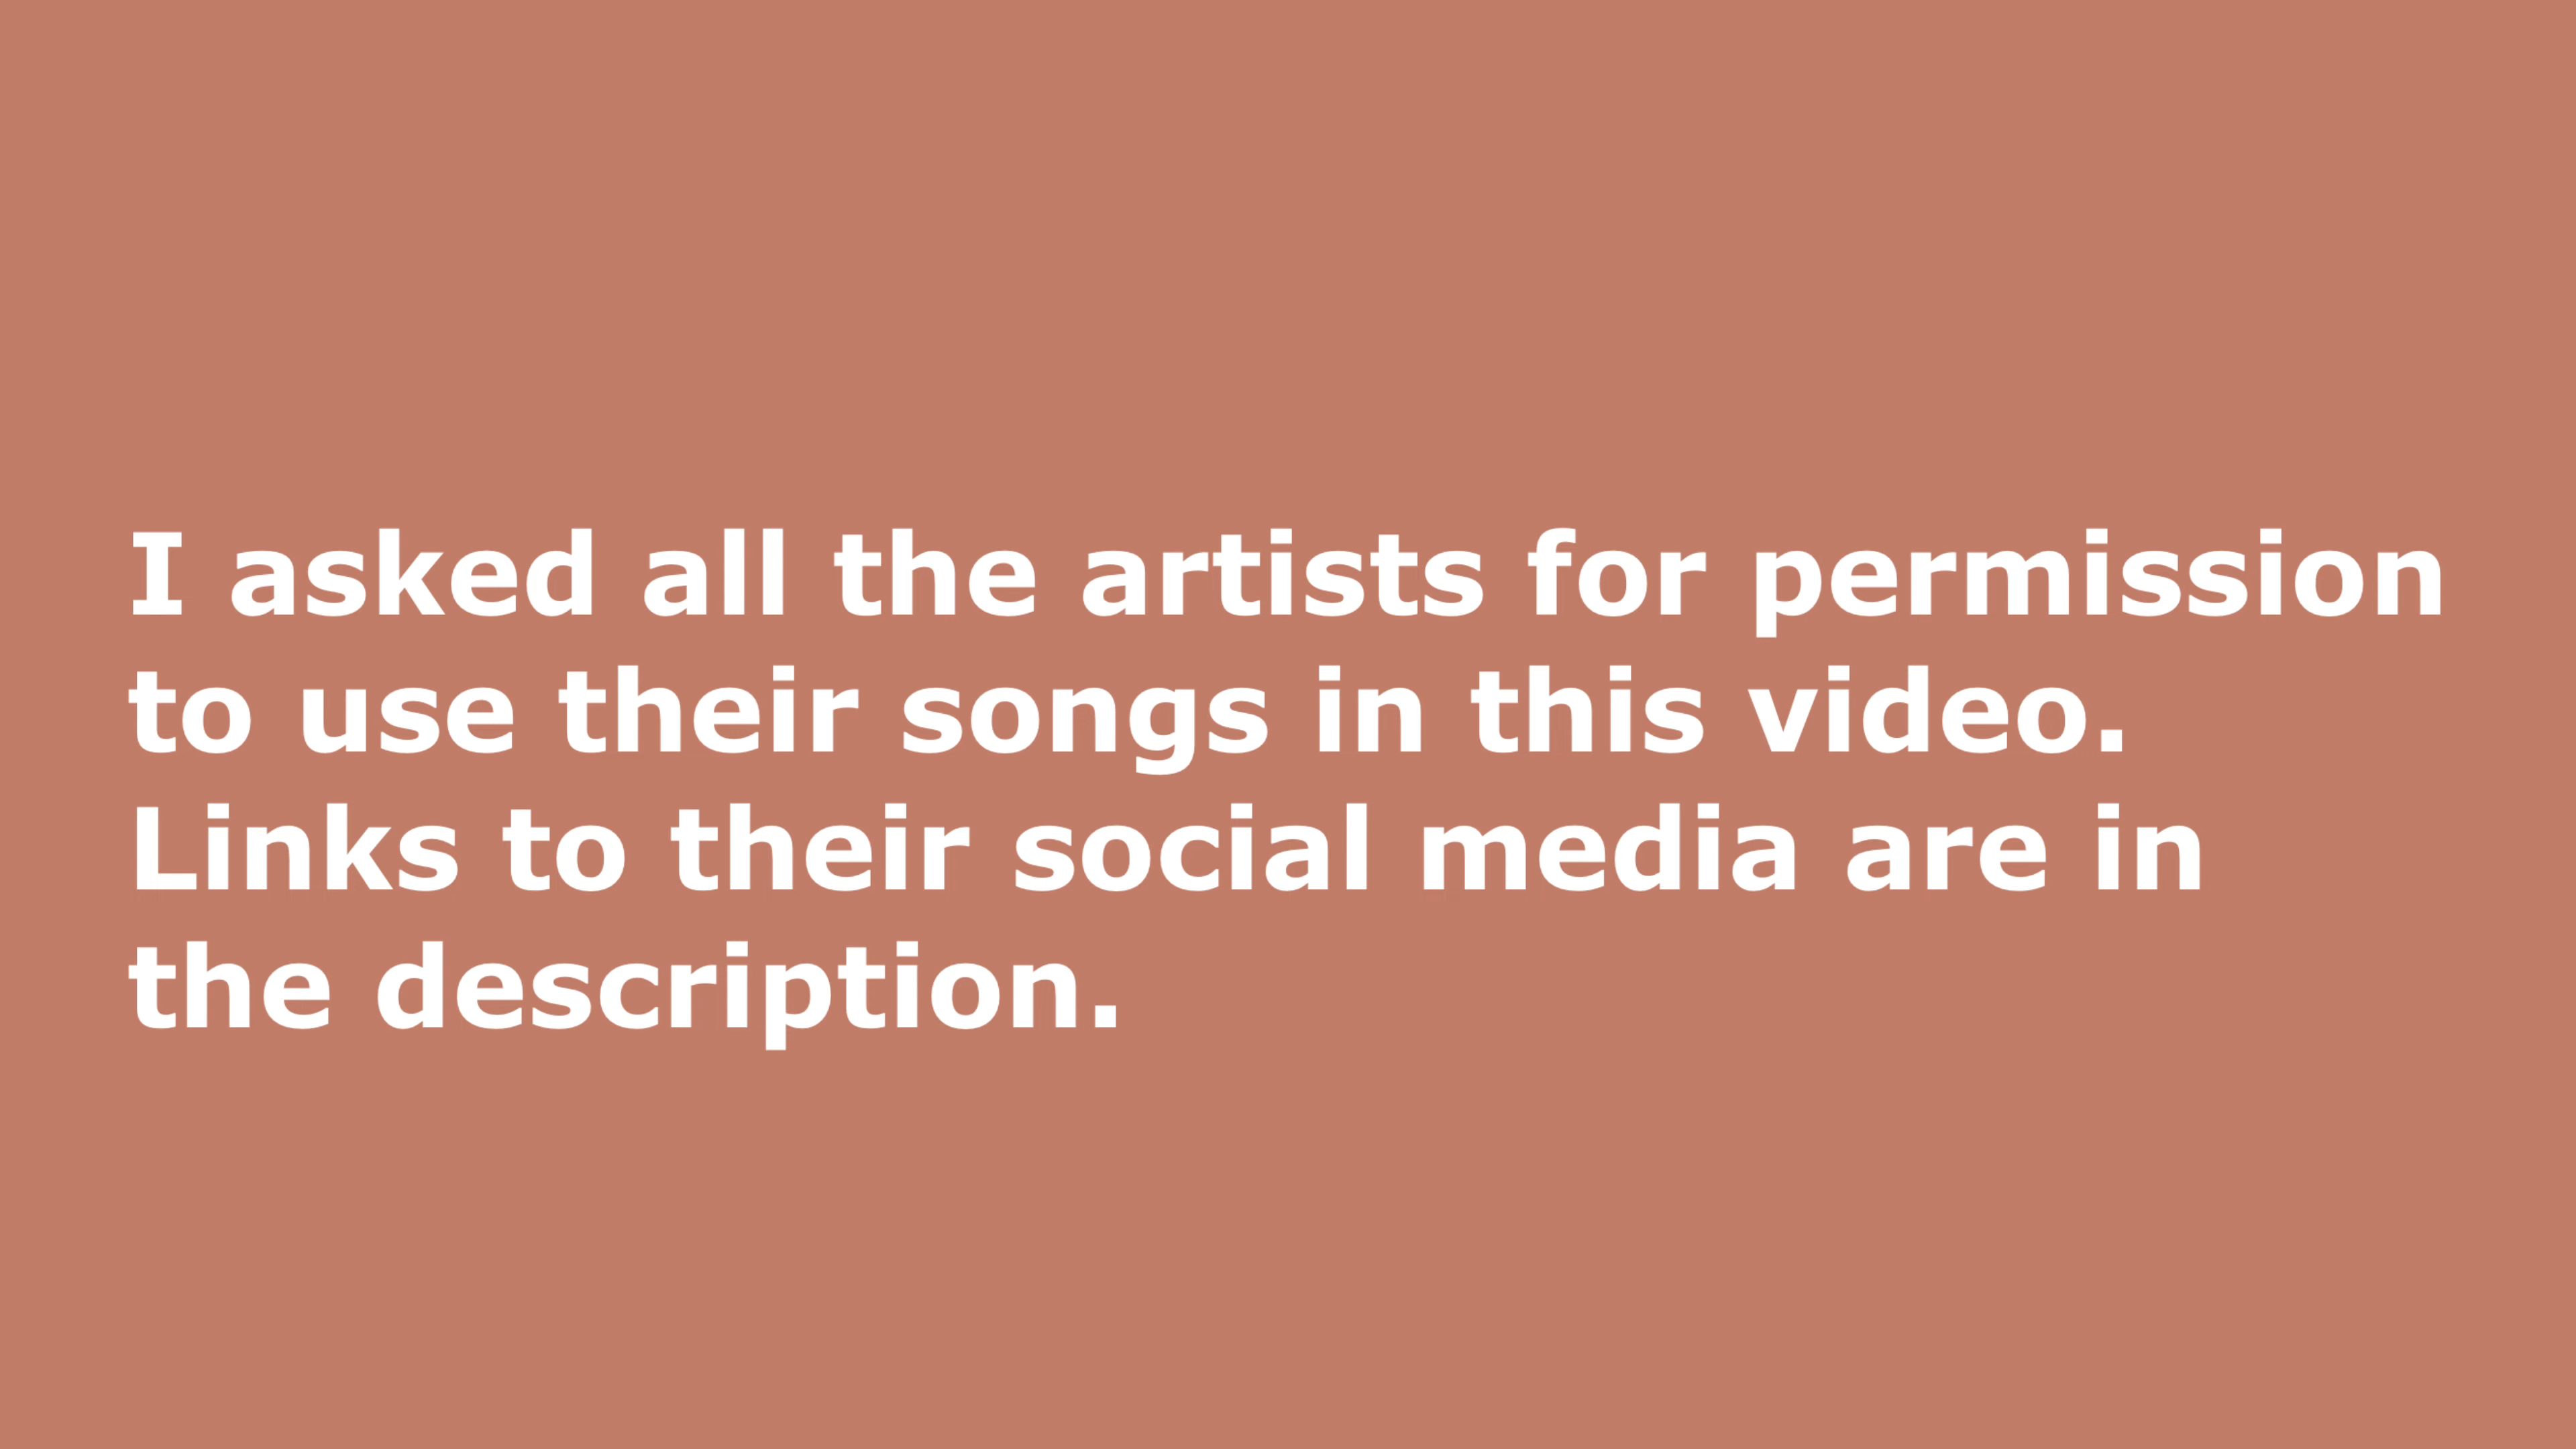 I asked all the artists for permission
to use their songs in this video.
Links to their social media are in
the description.